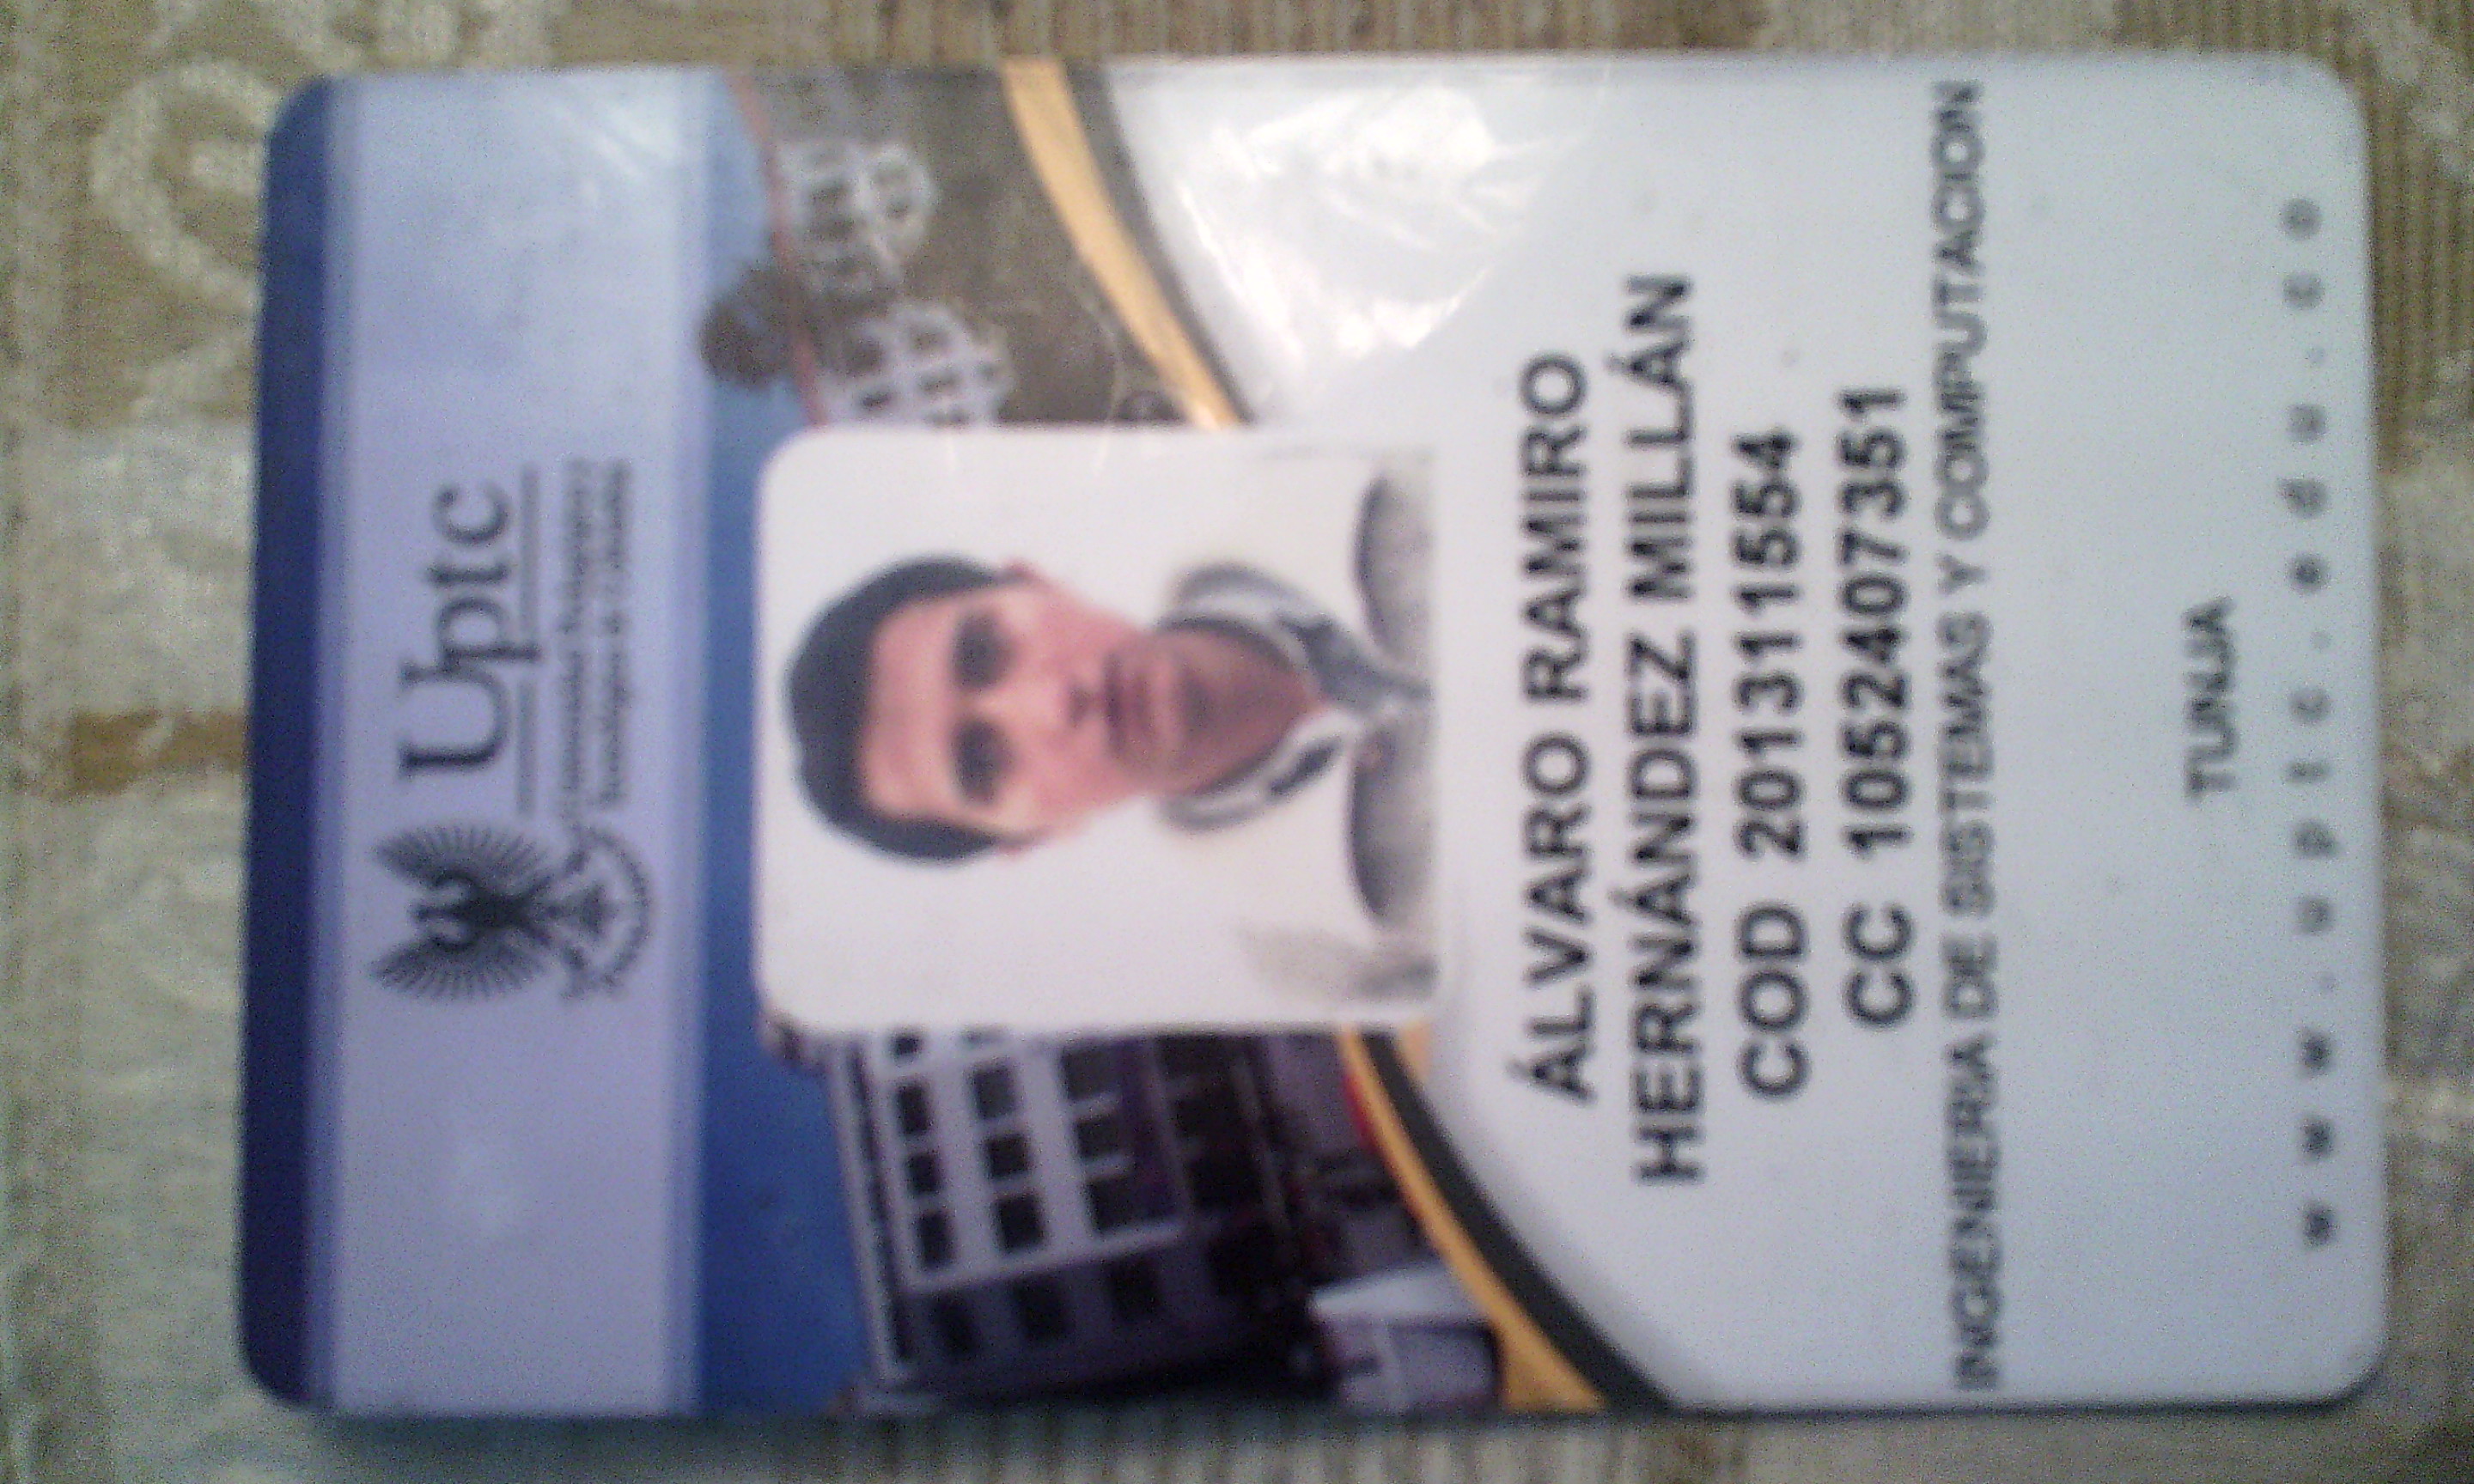 Uptc
Universidad Pedagógica y
Tecnológica de Colombia
ÁLVARO RAMIRO
HERNÁNDEZ MILLÁN
COD 201311554
CC 1052407351
INGENIERIA DE SISTEMAS Y COMPUTACION
TUNJA
www.uptc.edu.co